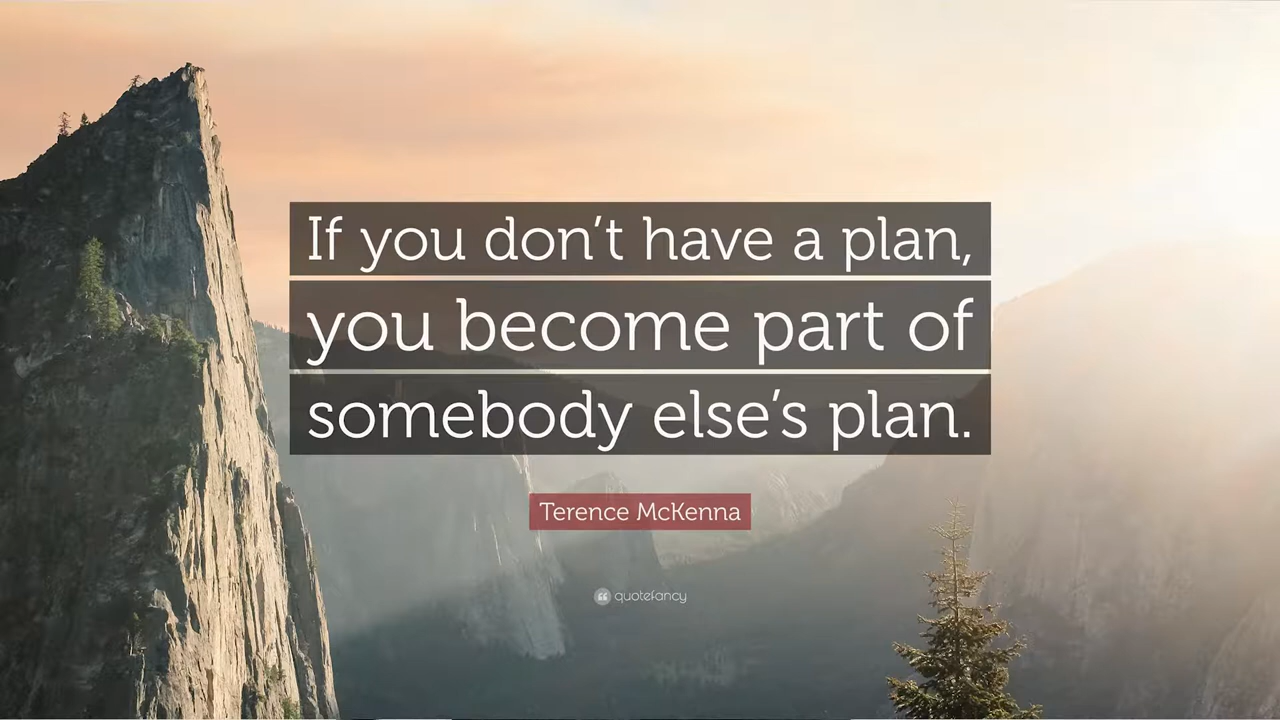 If you don’t have a plan,
you become part of
somebody else’s plan.
Terence McKenna
quotefancy